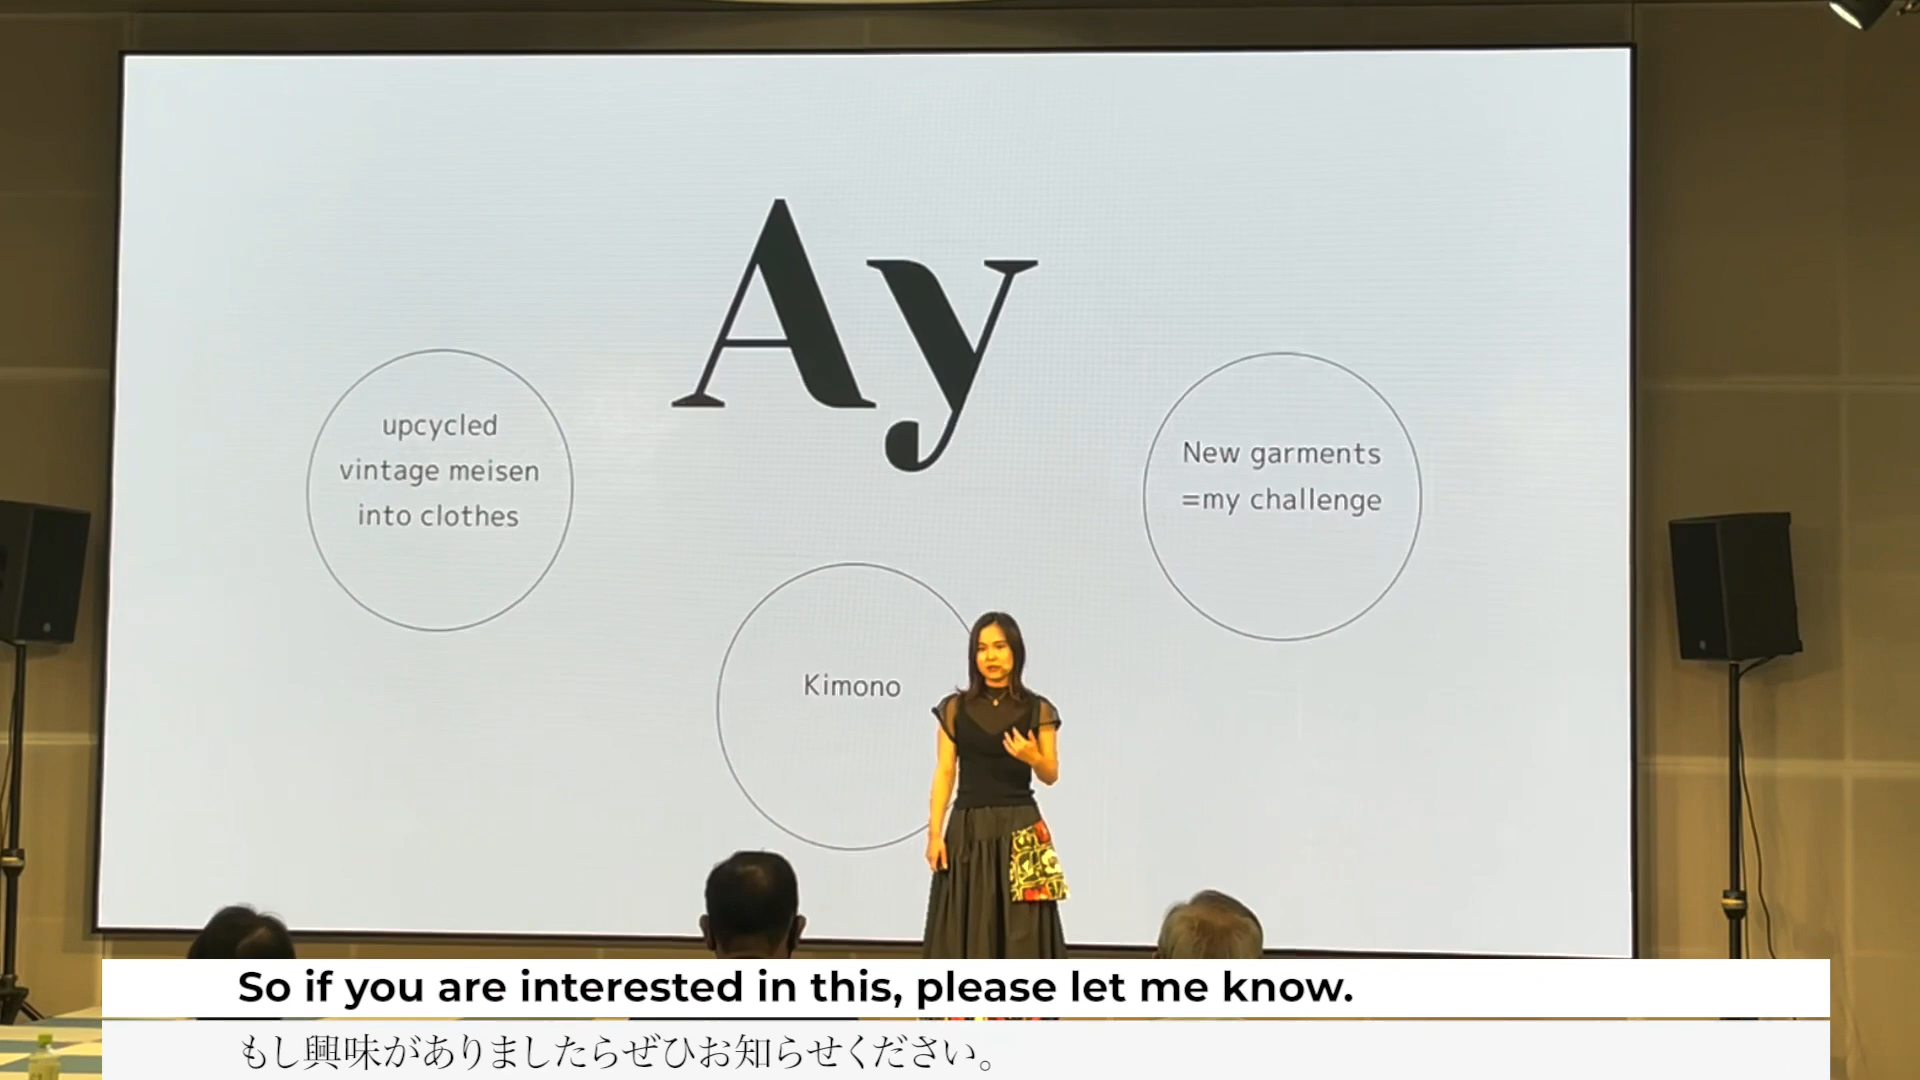 Ay
upcycled
vintage meisen
into clothes
New garments
=my challenge
Kimono
So if you are interested in this, please let me know.
もし興味がありましたらぜひお知らせください。